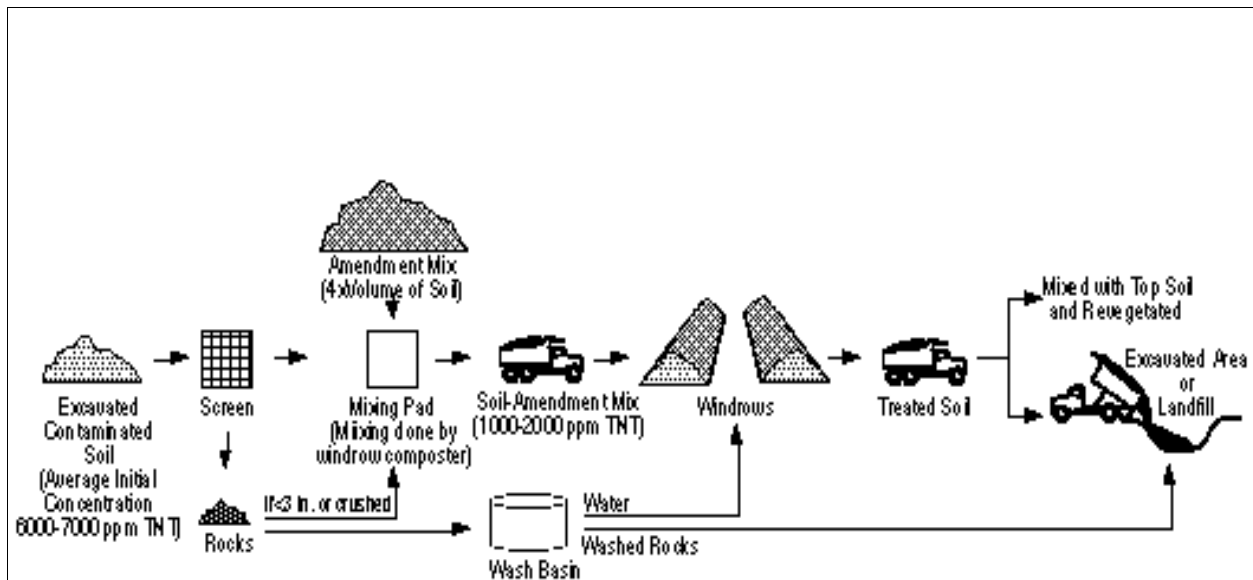 Amendment Mix
(4xVolume of Soil)
Mixed with Top Soil
and Revegetated
Excavated
Contaminated
Soil
(Average Initial
Concentration
6000-7000 ppm TNT)
Screen
Mixing Pad
(Mixing done by
windrow composter)
Soil-Amendment Mix
(1000-2000 ppm TNT)
Windrows
Treated Soil
Excavated Area
or
Landfill
Rocks
If<3 in. or crushed
Wash Basin
Water
Washed Rocks